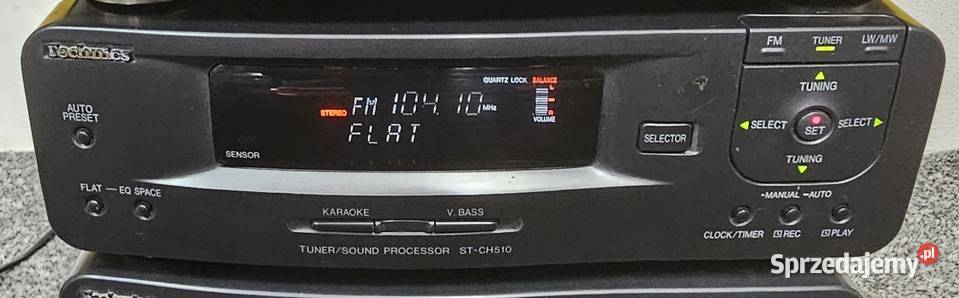 Technics
FM TUNER LW/MW
QUARTZ LOCK BALANCE
L
STEREO FM 104.10 MHz
R
VOLUME
FLAT
SENSOR
AUTO
PRESET
SELECTOR
TUNING
SELECT SET SELECT
TUNING
FLAT — EQ SPACE
MANUAL AUTO
KARAOKE V.BASS
CLOCK/TIMER REC PLAY
TUNER/SOUND PROCESSOR ST-CH510
Sprzedajemy.pl
Technics